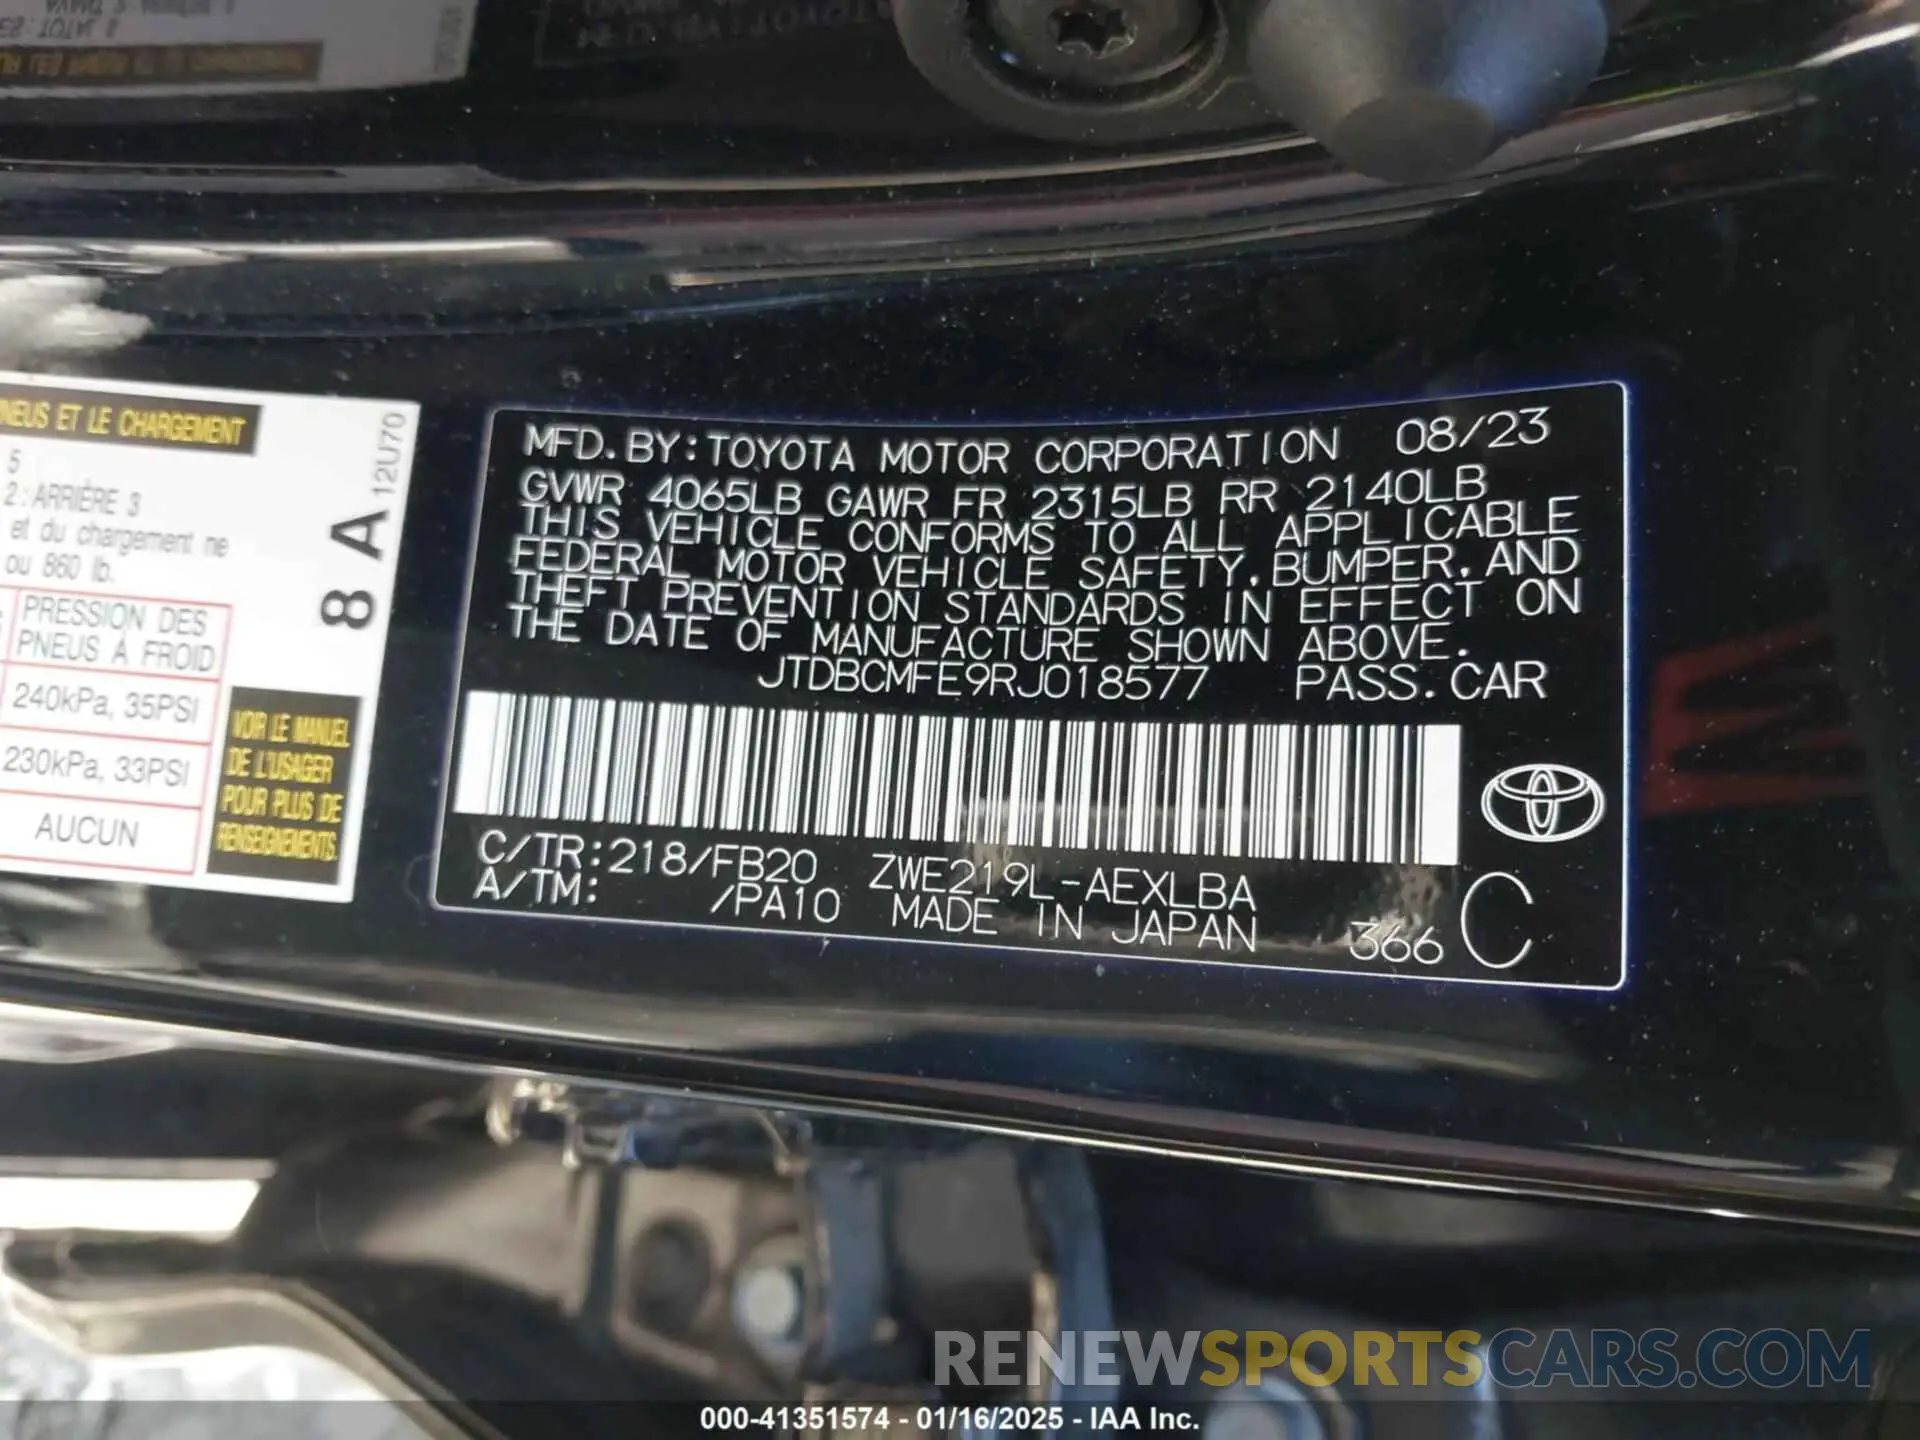 NEUS ET LE CHARGEMENT
5
2:ARRIÈRE 3
et du chargement ne
ou 860 lb.
PRESSION DES
PNEUS À FROID
240kPa, 35PSI
230kPa, 33PSI
AUCUN
VOIR LE MANUEL
DE L'USAGER
POUR PLUS DE
RENSEIGNEMENTS.
8 A 12U70
MFD.BY:TOYOTA MOTOR CORPORATION 08/23
GVWR 4065LB GAWR FR 2315LB RR 2140LB
THIS VEHICLE CONFORMS TO ALL APPLICABLE
FEDERAL MOTOR VEHICLE SAFETY,BUMPER,AND
THEFT PREVENTION STANDARDS IN EFFECT ON
THE DATE OF MANUFACTURE SHOWN ABOVE.
JTDBCMFE9RJ018577 PASS.CAR
C/TR:218/FB20 ZWE219L-AEXLBA
A/TM: /PA10 MADE IN JAPAN 366 C
RENEWSPORTSCARS.COM
000-41351574 - 01/16/2025 - IAA Inc.